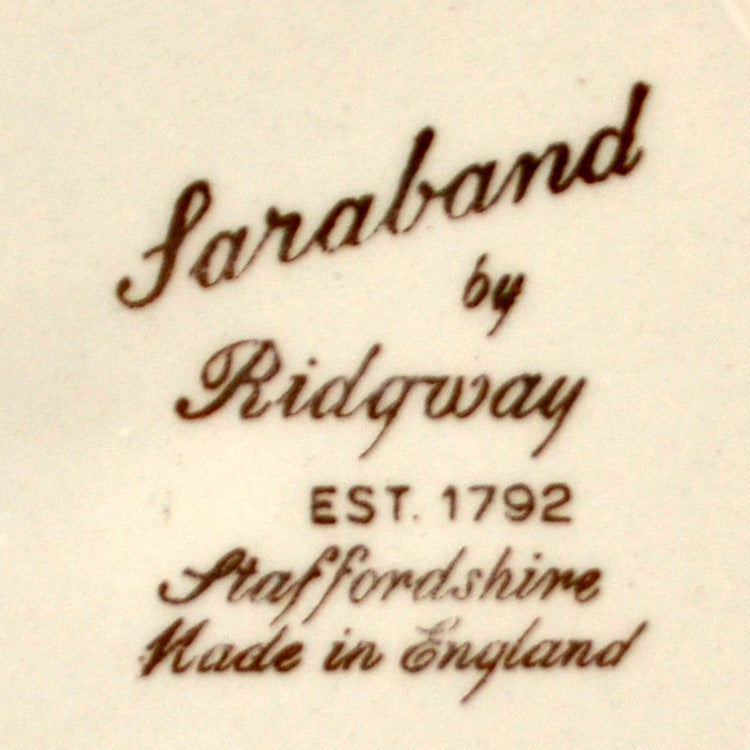 Saraband
by
Ridgway
EST. 1792
Staffordshire
Made in England